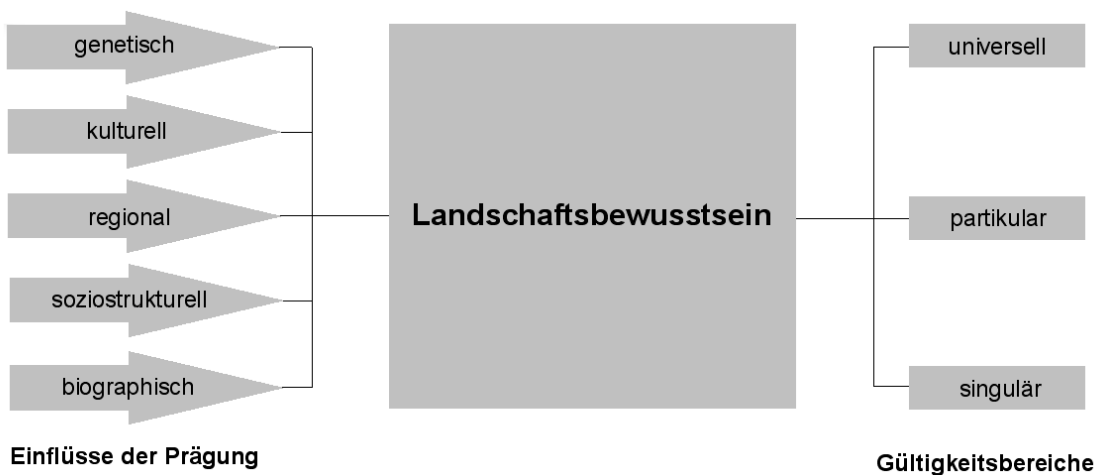 genetisch
kulturell
regional
soziostrukturell
biographisch
Einflüsse der Prägung
Landschaftsbewusstsein
universell
partikular
singulär
Gültigkeitsbereiche